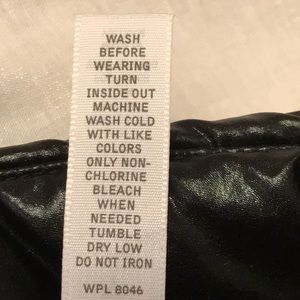 WASH
BEFORE
WEARING
TURN
INSIDE OUT
MACHINE
WASH COLD
WITH LIKE
COLORS
ONLY NON-
CHLORINE
BLEACH
WHEN
NEEDED
TUMBLE
DRY LOW
DO NOT IRON
WPL 8046